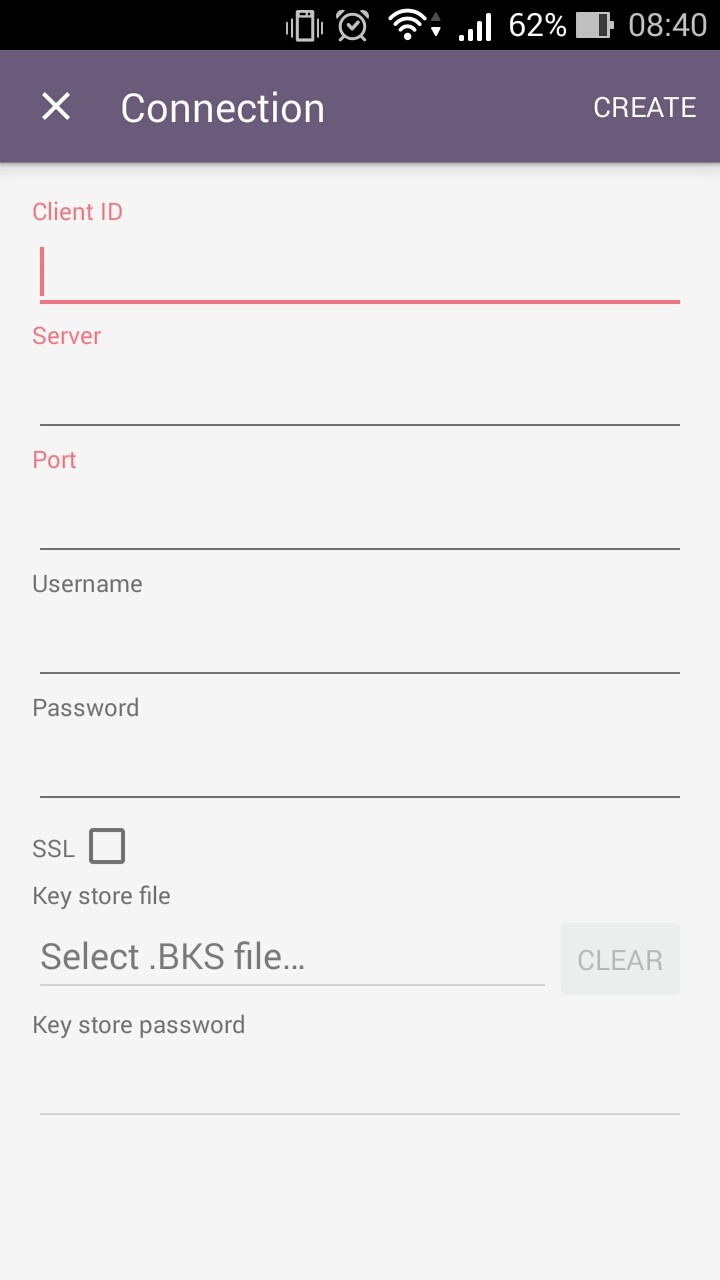 62% 08:40
Connection CREATE
Client ID
Server
Port
Username
Password
SSL
Key store file
Select .BKS file... CLEAR
Key store password